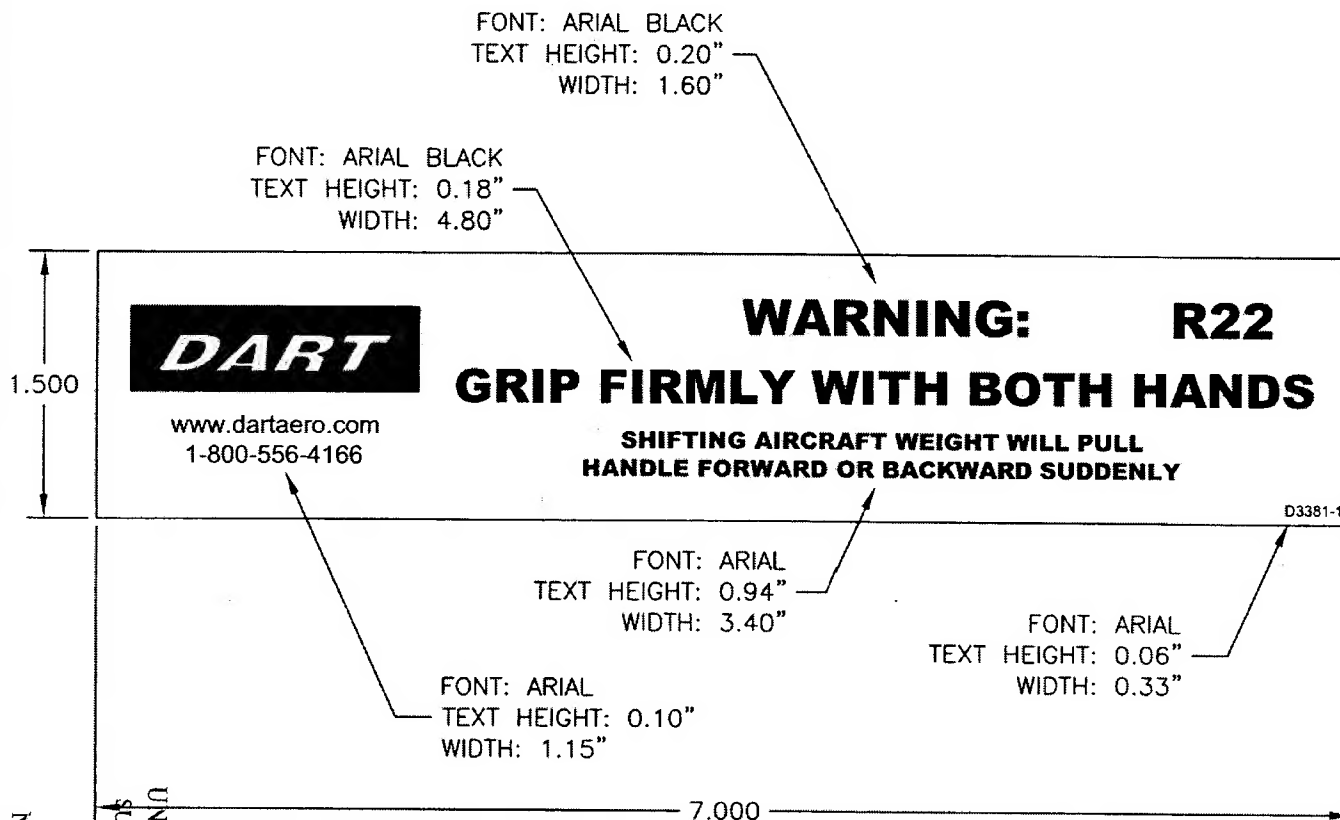 FONT: ARIAL BLACK
TEXT HEIGHT: 0.20"
WIDTH: 1.60"
FONT: ARIAL BLACK
TEXT HEIGHT: 0.18"
WIDTH: 4.80"
1.500
DART
www.dartaero.com
1-800-556-4166
WARNING: R22
GRIP FIRMLY WITH BOTH HANDS
SHIFTING AIRCRAFT WEIGHT WILL PULL
HANDLE FORWARD OR BACKWARD SUDDENLY
D3381-1
FONT: ARIAL
TEXT HEIGHT: 0.94"
WIDTH: 3.40"
FONT: ARIAL
TEXT HEIGHT: 0.06"
WIDTH: 0.33"
FONT: ARIAL
TEXT HEIGHT: 0.10"
WIDTH: 1.15"
7.000